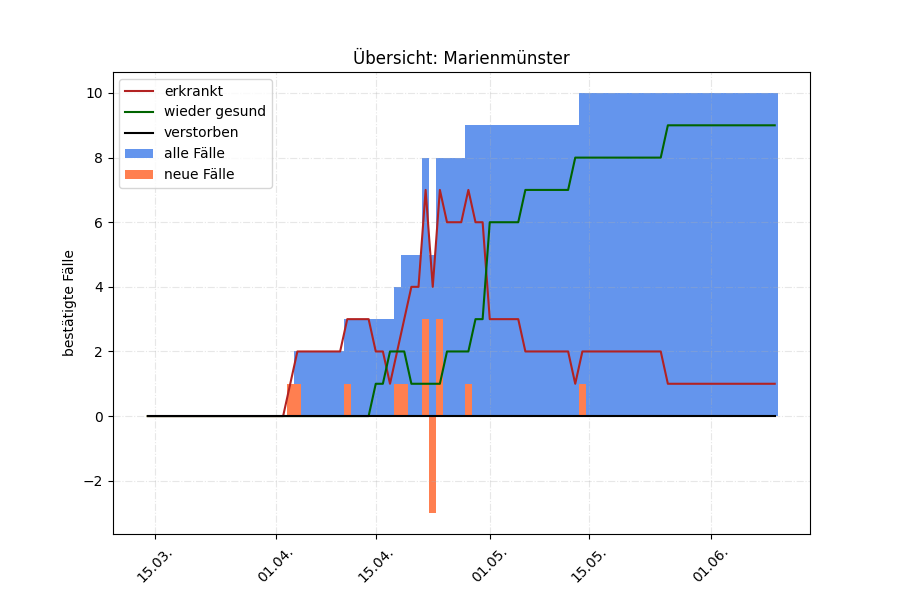 Übersicht: Marienmünster
erkrankt
wieder gesund
verstorben
alle Fälle
neue Fälle
bestätigte Fälle
10
8
6
4
2
0
−2
15.03.
01.04.
15.04.
01.05.
15.05.
01.06.